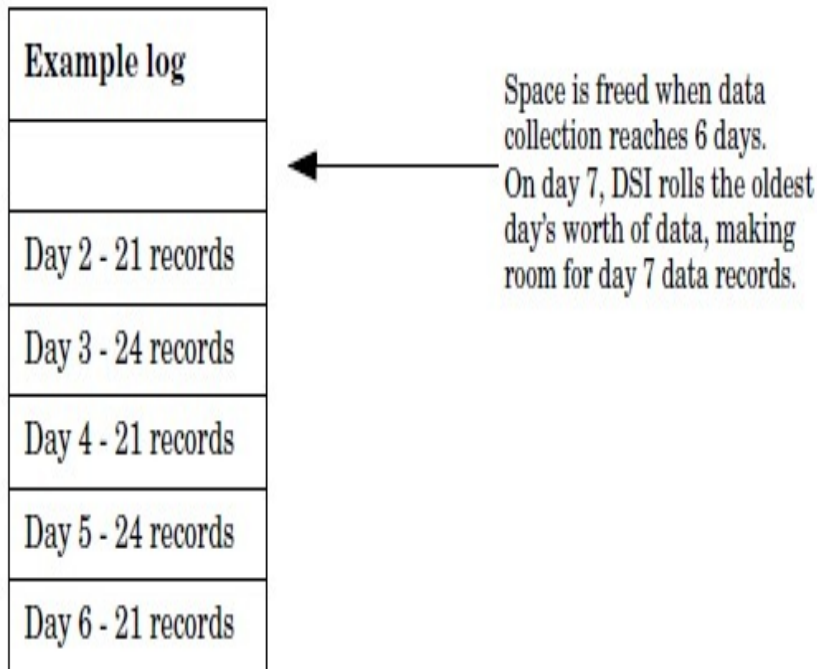 Example log
Space is freed when data
collection reaches 6 days.
On day 7, DSI rolls the oldest
day's worth of data, making
room for day 7 data records.
Day 2 - 21 records
Day 3 - 24 records
Day 4 - 21 records
Day 5 - 24 records
Day 6 - 21 records